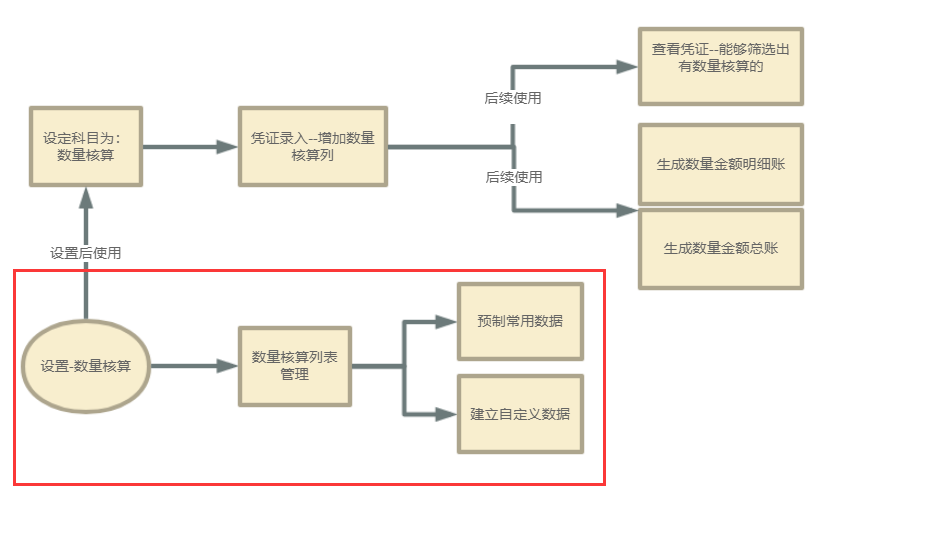 查看凭证--能够筛选出
有数量核算的
后续使用
设定科目为：
数量核算
凭证录入--增加数量
核算列
后续使用
生成数量金额明细账
生成数量金额总账
设置后使用
预制常用数据
设置-数量核算
数量核算列表
管理
建立自定义数据